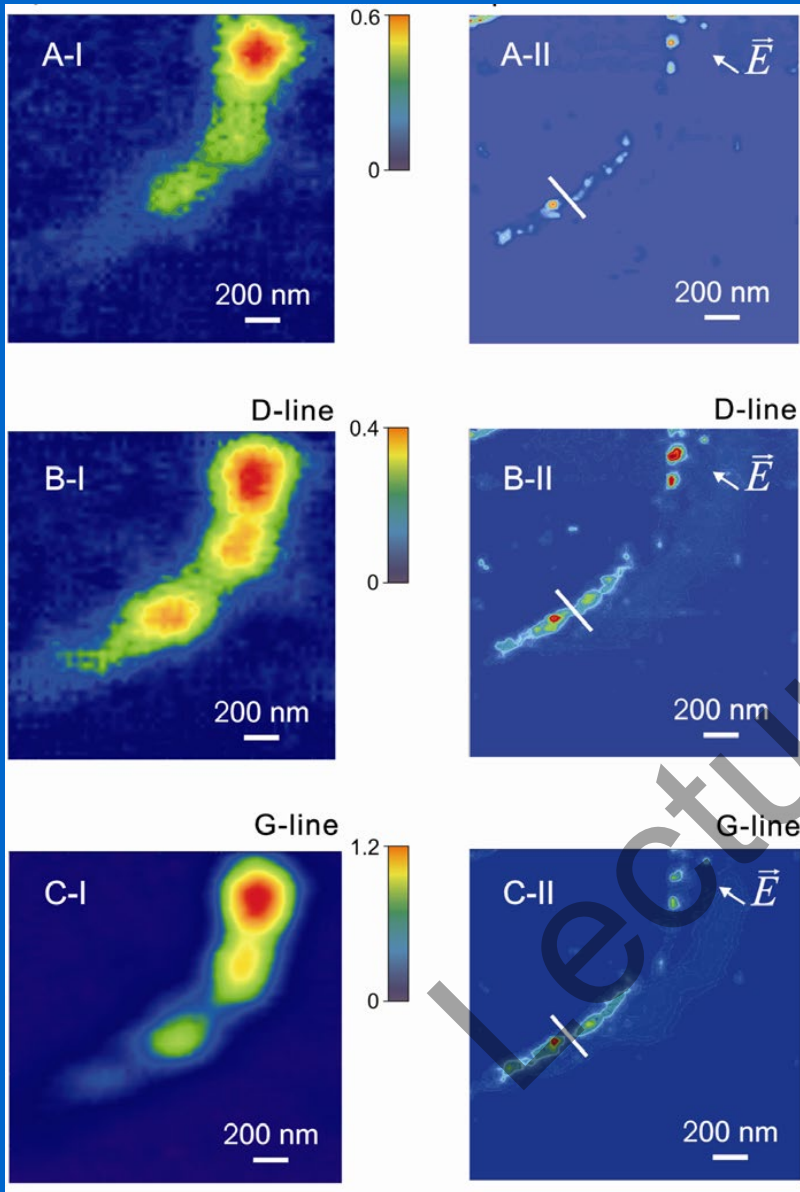 A-I
0.6
0
200 nm
A-II
E
200 nm
D-line
B-I
0.4
0
200 nm
D-line
B-II
E
200 nm
G-line
C-I
1.2
0
200 nm
G-line
C-II
E
200 nm
Lectu